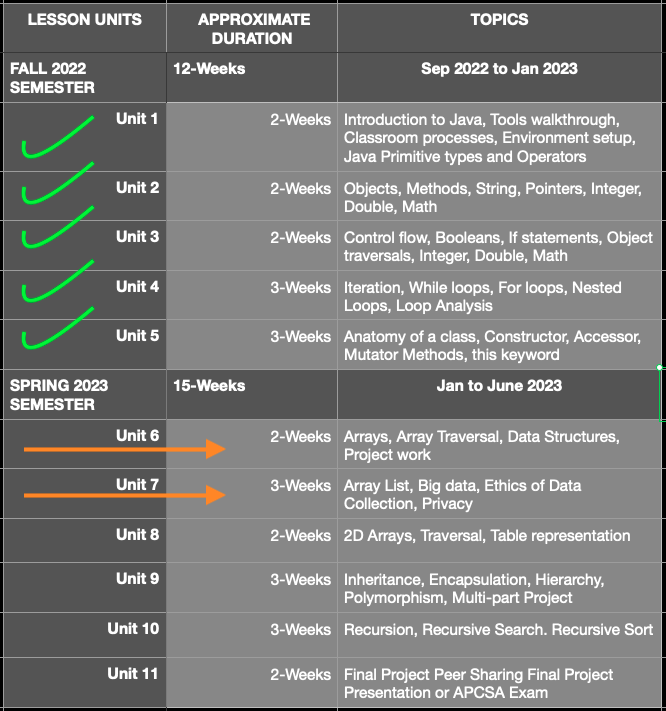 LESSON UNITS APPROXIMATE DURATION TOPICS
FALL 2022 SEMESTER 12-Weeks Sep 2022 to Jan 2023
Unit 1 2-Weeks Introduction to Java, Tools walkthrough,
Classroom processes, Environment setup,
Java Primitive types and Operators
Unit 2 2-Weeks Objects, Methods, String, Pointers, Integer,
Double, Math
Unit 3 2-Weeks Control flow, Booleans, If statements, Object
traversals, Integer, Double, Math
Unit 4 3-Weeks Iteration, While loops, For loops, Nested
Loops, Loop Analysis
Unit 5 3-Weeks Anatomy of a class, Constructor, Accessor,
Mutator Methods, this keyword
SPRING 2023 SEMESTER 15-Weeks Jan to June 2023
Unit 6 2-Weeks Arrays, Array Traversal, Data Structures,
Project work
Unit 7 3-Weeks Array List, Big data, Ethics of Data
Collection, Privacy
Unit 8 2-Weeks 2D Arrays, Traversal, Table representation
Unit 9 3-Weeks Inheritance, Encapsulation, Hierarchy,
Polymorphism, Multi-part Project
Unit 10 3-Weeks Recursion, Recursive Search. Recursive Sort
Unit 11 2-Weeks Final Project Peer Sharing Final Project
Presentation or APCSA Exam